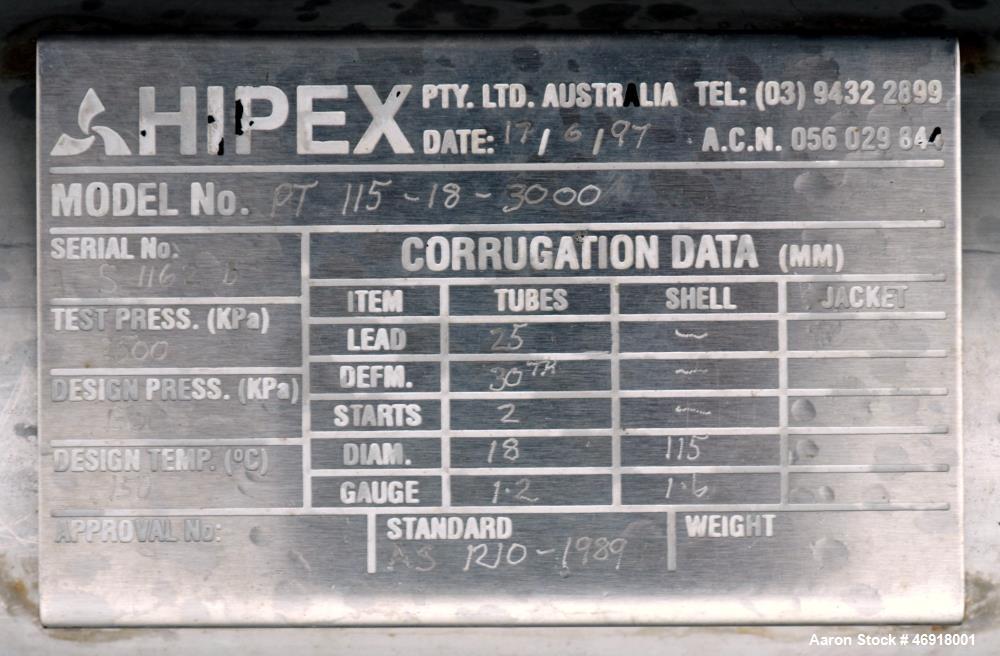 HIPEX PTY. LTD. AUSTRALIA TEL: (03) 9432 2899
DATE: 17/6/97 A.C.N. 056 029 844
MODEL No. PT 115-18-3000
SERIAL No.
CORRUGATION DATA (MM)
ITEM TUBES SHELL JACKET
TEST PRESS. (KPa)
LEAD 25 ~
DEFM. 30TH ~
DESIGN PRESS. (KPa)
STARTS 2 ~
DESIGN TEMP. (ºC)
150
DIAM. 18 115
GAUGE 1.2 1.6
APPROVAL No:
STANDARD
AS 1210-1989
WEIGHT
Aaron Stock # 46918001